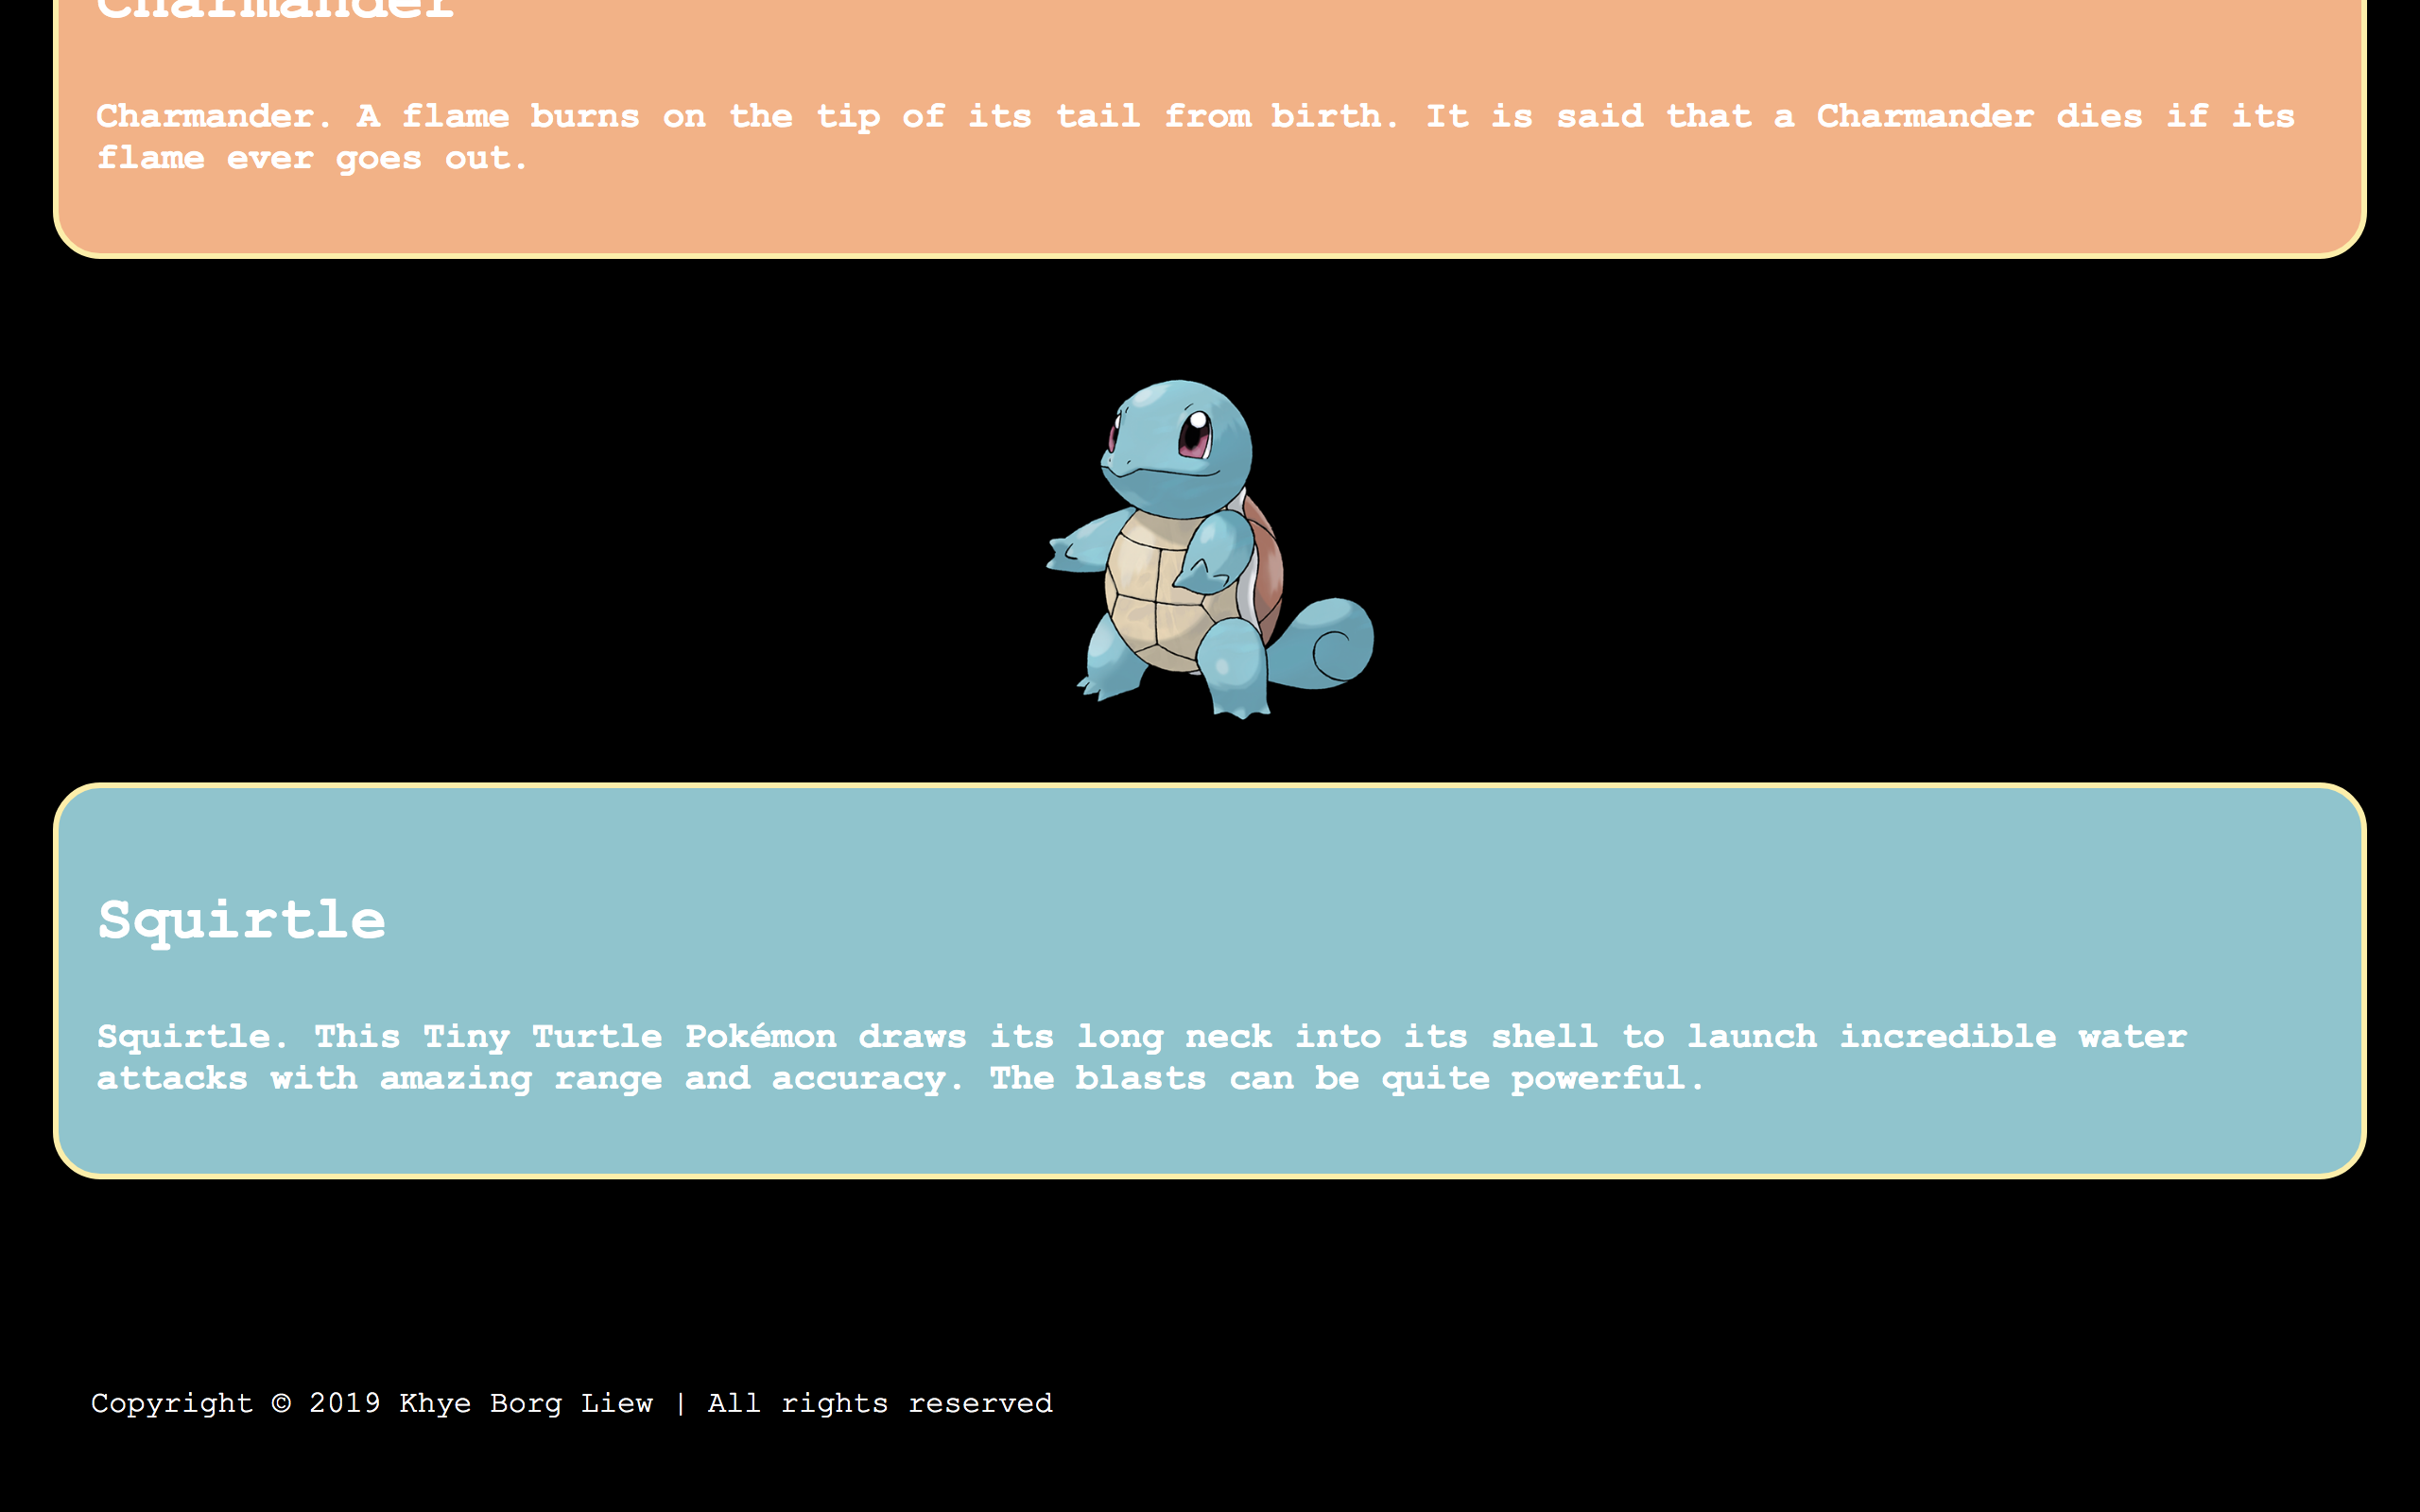 Charmander
Charmander. A flame burns on the tip of its tail from birth. It is said that a Charmander dies if its
flame ever goes out.
Squirtle
Squirtle. This Tiny Turtle Pokémon draws its long neck into its shell to launch incredible water
attacks with amazing range and accuracy. The blasts can be quite powerful.
Copyright © 2019 Khye Borg Liew | All rights reserved